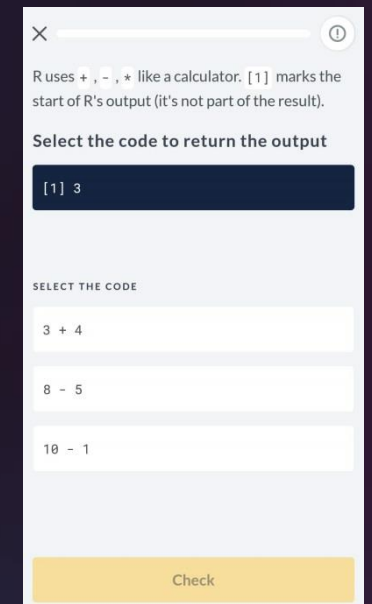 R uses + , - , * like a calculator. [1] marks the
start of R's output (it's not part of the result).
Select the code to return the output
[1] 3
SELECT THE CODE
3 + 4
8 - 5
10 - 1
Check